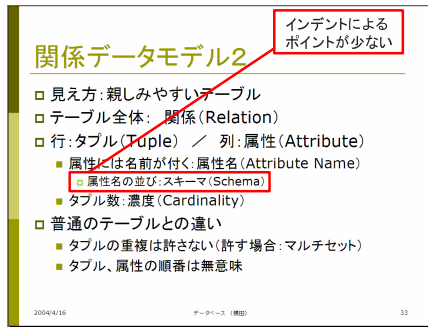 インデントによる
ポイントが少ない
関係データモデル２
見え方:親しみやすいテーブル
テーブル全体: 関係(Relation)
行:タプル(Tuple) ／ 列:属性(Attribute)
属性には名前が付く:属性名(Attribute Name)
属性名の並び:スキーマ(Schema)
タプル数:濃度(Cardinality)
普通のテーブルとの違い
タプルの重複は許さない(許す場合:マルチセット)
タプル、属性の順番は無意味
2004/4/16 データベース (横田) 33